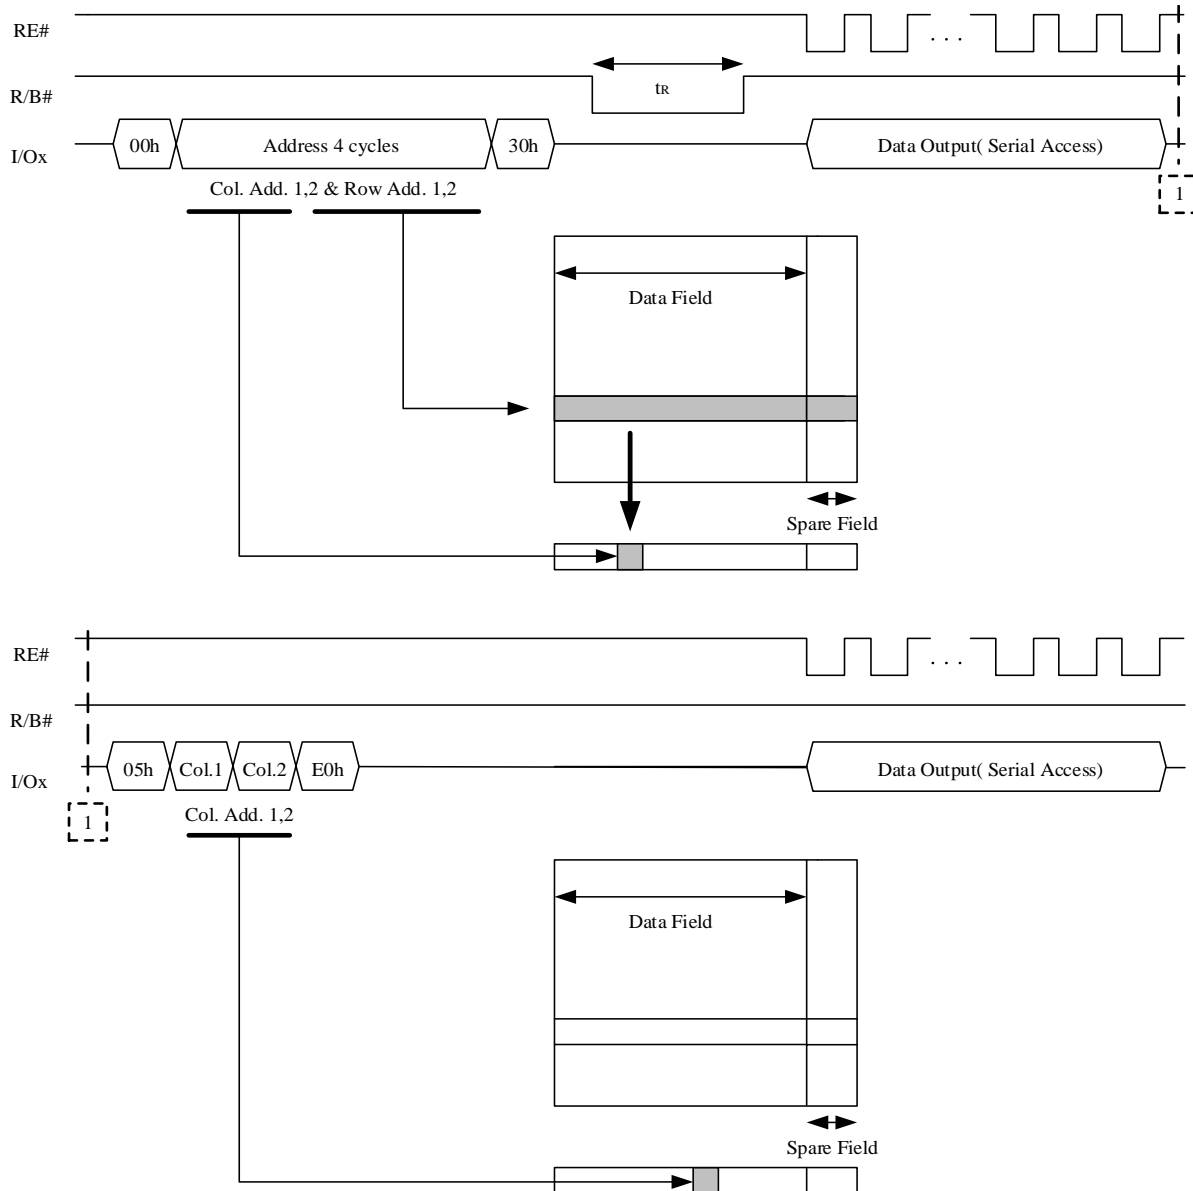 RE#
. . .
R/B#
tR
I/Ox
00h
Address 4 cycles
30h
Data Output( Serial Access)
Col. Add. 1,2 & Row Add. 1,2
1
Data Field
Spare Field
RE#
. . .
R/B#
I/Ox
05h
Col.1
Col.2
E0h
Data Output( Serial Access)
1
Col. Add. 1,2
Data Field
Spare Field